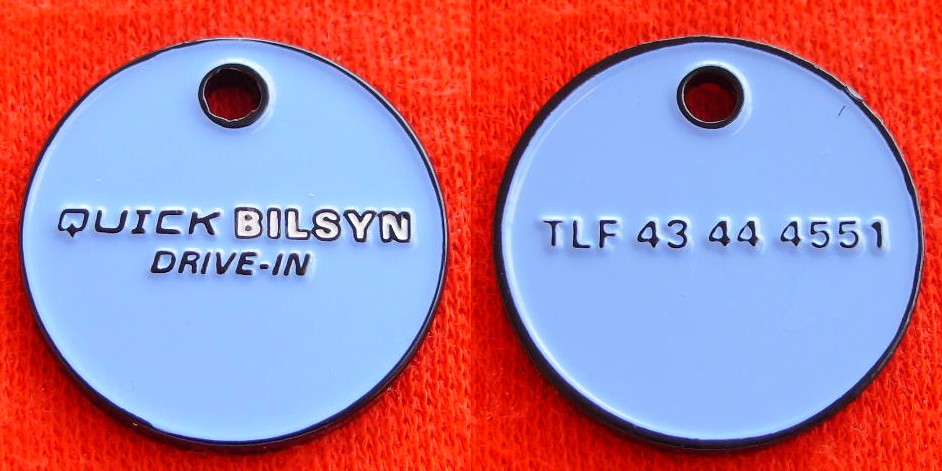 QUICK BILSYN
DRIVE-IN
TLF 43 44 4551